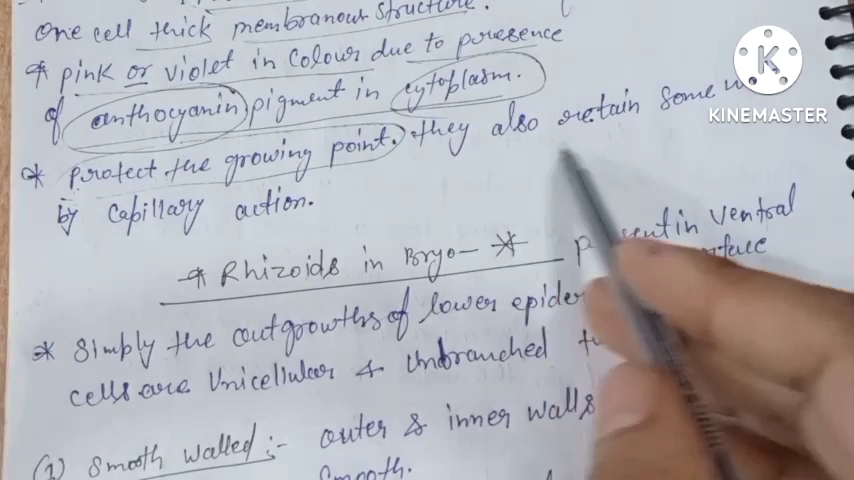 one cell thick membranous structure.
* pink or violet in colour due to presence
of anthocyanin pigment in cytoplasm.
* protect the growing point. they also retain some
by capillary action.
* Rhizoids in Bryo- *
in ventral
* Simply the outgrowths of lower
cells are Unicellular & Unbranched
(1) Smooth walled :- outer & inner walls
Smooth.
K
KINEMASTER